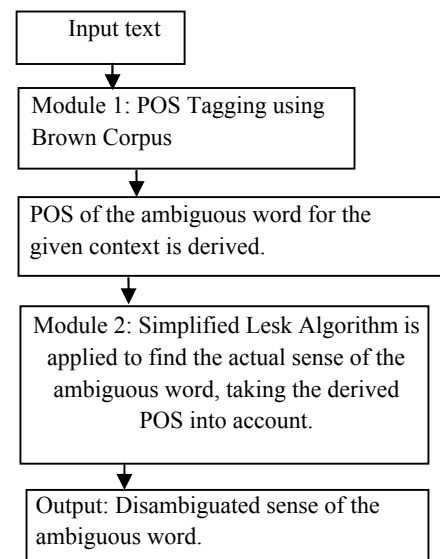 Input text
Module 1: POS Tagging using
Brown Corpus
POS of the ambiguous word for the
given context is derived.
Module 2: Simplified Lesk Algorithm is
applied to find the actual sense of the
ambiguous word, taking the derived
POS into account.
Output: Disambiguated sense of the
ambiguous word.